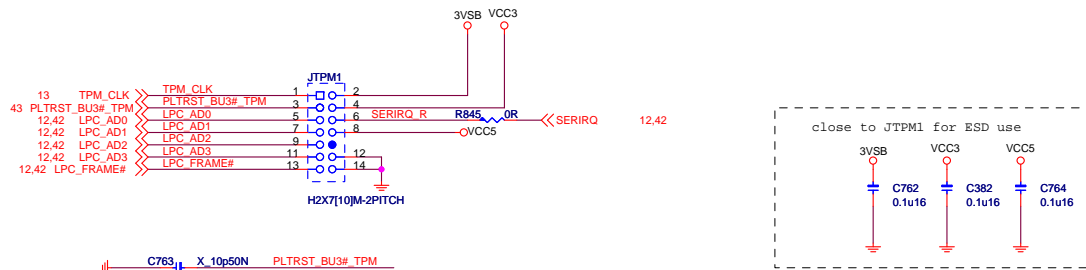 3VSB VCC3
JTPM1
13 TPM_CLK TPM_CLK 1 2
43 PLTRST_BU3#_TPM PLTRST_BU3#_TPM 3 4
12,42 LPC_AD0 LPC_AD0 5 6 SERIRQ_R R845 0R SERIRQ 12,42
12,42 LPC_AD1 LPC_AD1 7 8 VCC5
12,42 LPC_AD2 LPC_AD2 9
12,42 LPC_AD3 LPC_AD3 11 12
12,42 LPC_FRAME# LPC_FRAME# 13 14
H2X7[10]M-2PITCH
C763 X_10p50N PLTRST_BU3#_TPM
close to JTPM1 for ESD use
3VSB VCC3 VCC5
C762 C382 C764
0.1u16 0.1u16 0.1u16